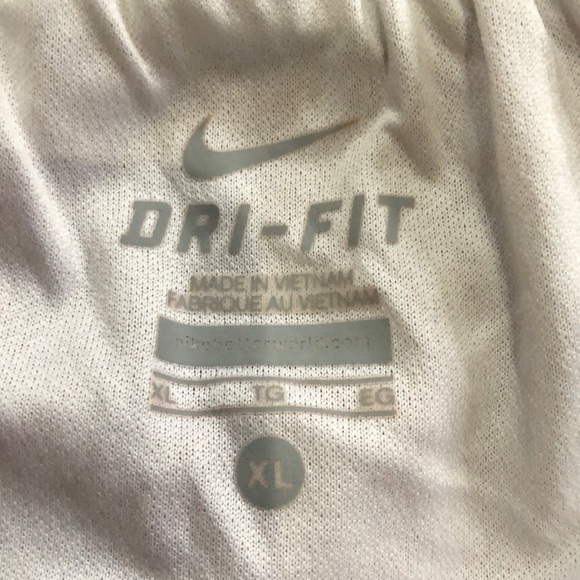 DRI-FIT
MADE IN VIETNAM
FABRIQUE AU VIETNAM
nikebetterworld.com
XL TG EG
XL